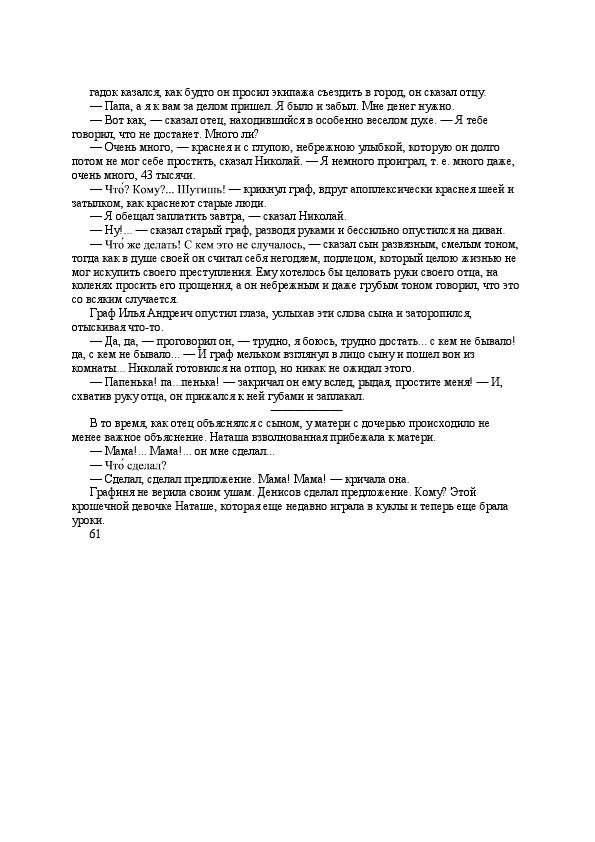 гадок казался, как будто он просил экипажа съездить в город, он сказал отцу.
— Папа, а я к вам за делом пришел. Я было и забыл. Мне денег нужно.
— Вот как, — сказал отец, находившийся в особенно веселом духе. — Я тебе
говорил, что не достанет. Много ли?
— Очень много, — краснея и с глупою, небрежною улыбкой, которую он долго
потом не мог себе простить, сказал Николай. — Я немного проиграл, т. е. много даже,
очень много, 43 тысячи.
— Что́? Кому?... Шутишь! — крикнул граф, вдруг апоплексически краснея шеей и
затылком, как краснеют старые люди.
— Я обещал заплатить завтра, — сказал Николай.
— Ну!... — сказал старый граф, разводя руками и бессильно опустился на диван.
— Что́ же делать! С кем это не случалось, — сказал сын развязным, смелым тоном,
тогда как в душе своей он считал себя негодяем, подлецом, который целою жизнью не
мог искупить своего преступления. Ему хотелось бы целовать руки своего отца, на
коленях просить его прощения, а он небрежным и даже грубым тоном говорил, что это
со всяким случается.
Граф Илья Андреич опустил глаза, услыхав эти слова сына и заторопился,
отыскивая что-то.
— Да, да, — проговорил он, — трудно, я боюсь, трудно достать... с кем не бывало!
да, с кем не бывало... — И граф мельком взглянул в лицо сыну и пошел вон из
комнаты... Николай готовился на отпор, но никак не ожидал этого.
— Папенька! па...пенька! — закричал он ему вслед, рыдая, простите меня! — И,
схватив руку отца, он прижался к ней губами и заплакал.
В то время, как отец объяснялся с сыном, у матери с дочерью происходило не
менее важное объяснение. Наташа взволнованная прибежала к матери.
— Мама!... Мама!... он мне сделал...
— Что́ сделал?
— Сделал, сделал предложение. Мама! Мама! — кричала она.
Графиня не верила своим ушам. Денисов сделал предложение. Кому? Этой
крошечной девочке Наташе, которая еще недавно играла в куклы и теперь еще брала
уроки.
61